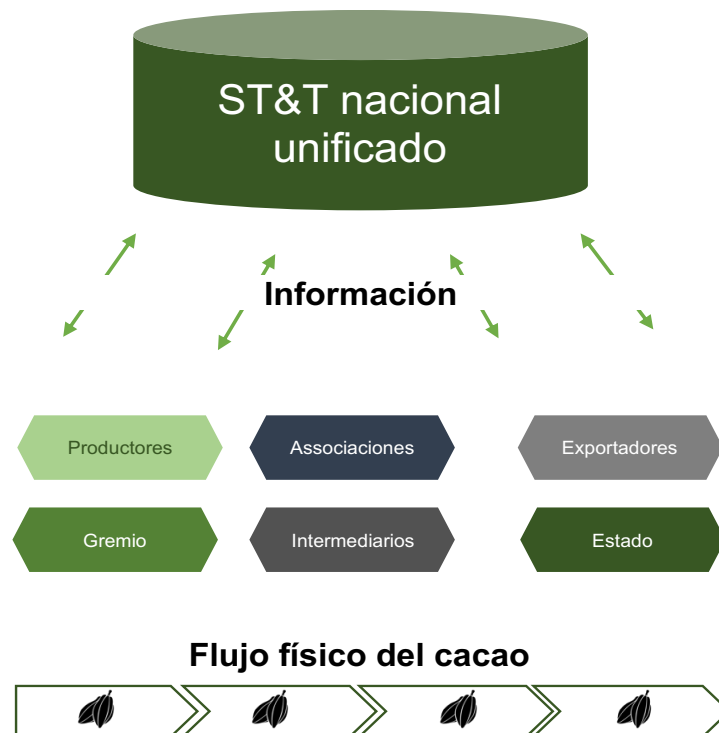 ST&T nacional
unificado
Información
Productores
Associaciones
Exportadores
Gremio
Intermediarios
Estado
Flujo físico del cacao